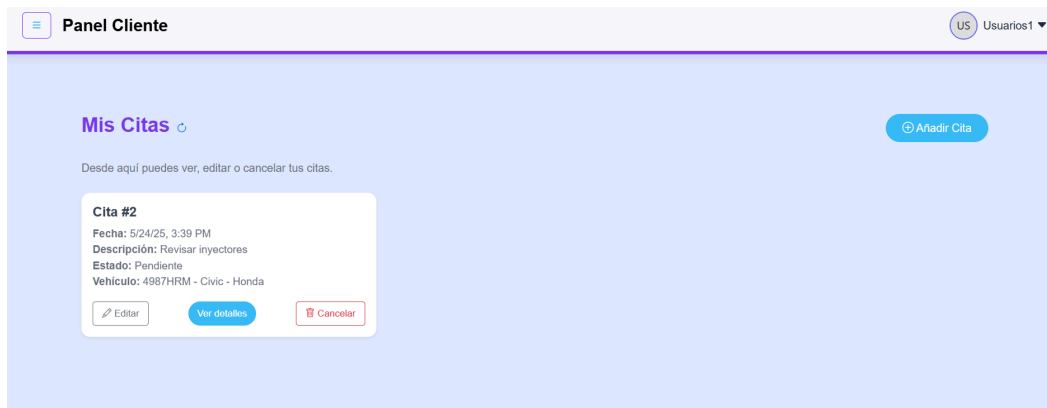 Panel Cliente
US Usuarios1
Mis Citas
Añadir Cita
Desde aquí puedes ver, editar o cancelar tus citas.
Cita #2
Fecha: 5/24/25, 3:39 PM
Descripción: Revisar inyectores
Estado: Pendiente
Vehículo: 4987HRM - Civic - Honda
Editar Ver detalles Cancelar